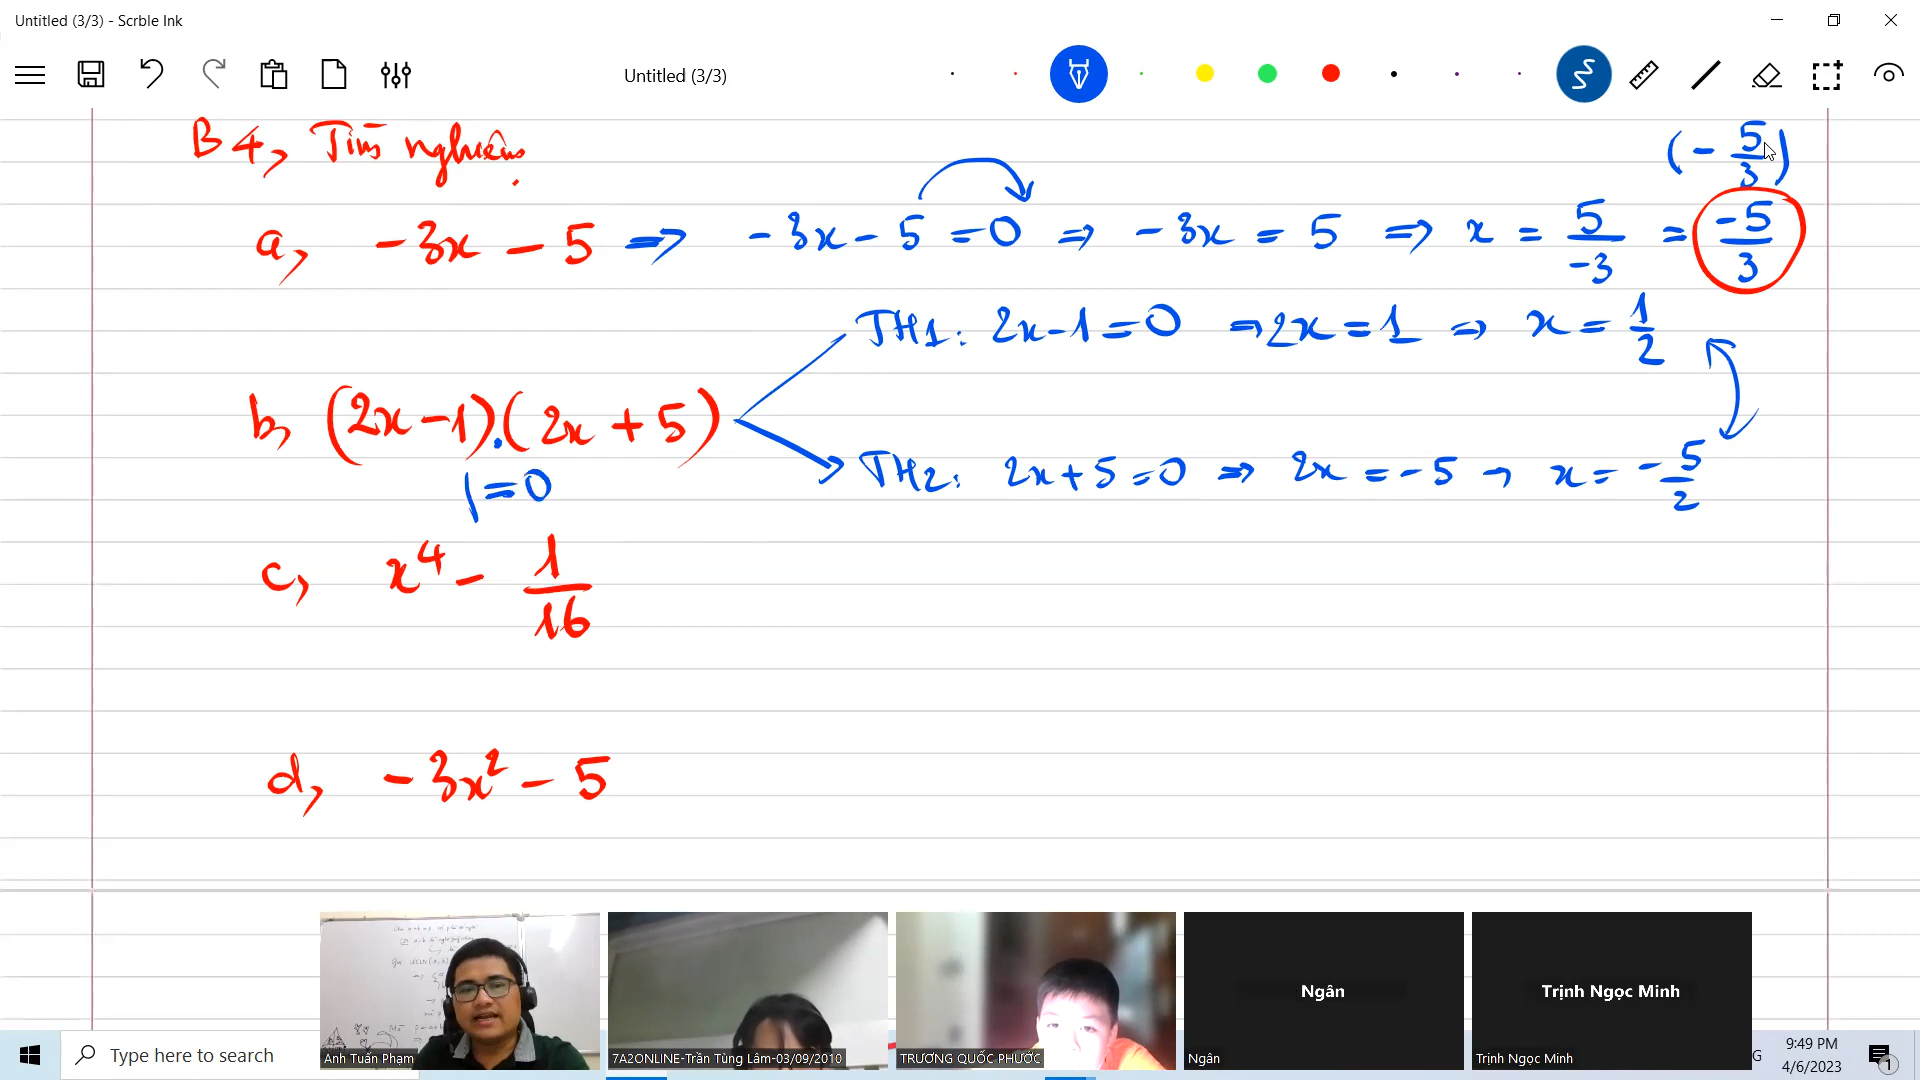 Untitled (3/3) - Scrble Ink
Untitled (3/3)
B4, Tìm nghiệm
(-5/3)
a, -3x - 5 => -3x - 5 = 0 => -3x = 5 => x = 5/-3 = -5/3
TH1: 2x-1=0 => 2x = 1 => x = 1/2
b, (2x-1).(2x+5)
=0
TH2: 2x+5=0 => 2x = -5 → x = -5/2
c, x⁴ - 1/16
d, -3x² - 5
Anh Tuấn Phạm
7A2ONLINE-Trần Tùng Lâm-03/09/2010
TRƯƠNG QUỐC PHƯỚC
Ngân
Ngân
Trịnh Ngọc Minh
Trịnh Ngọc Minh
Type here to search
G
9:49 PM
4/6/2023
1